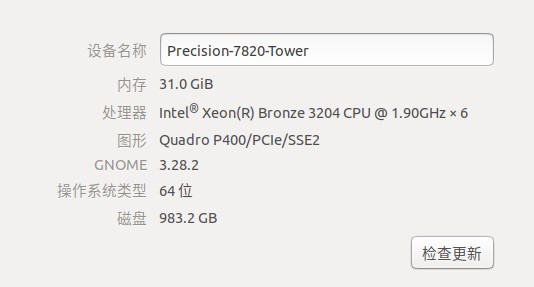 设备名称 Precision-7820-Tower
内存 31.0 GiB
处理器 Intel® Xeon(R) Bronze 3204 CPU @ 1.90GHz × 6
图形 Quadro P400/PCIe/SSE2
GNOME 3.28.2
操作系统类型 64 位
磁盘 983.2 GB
检查更新